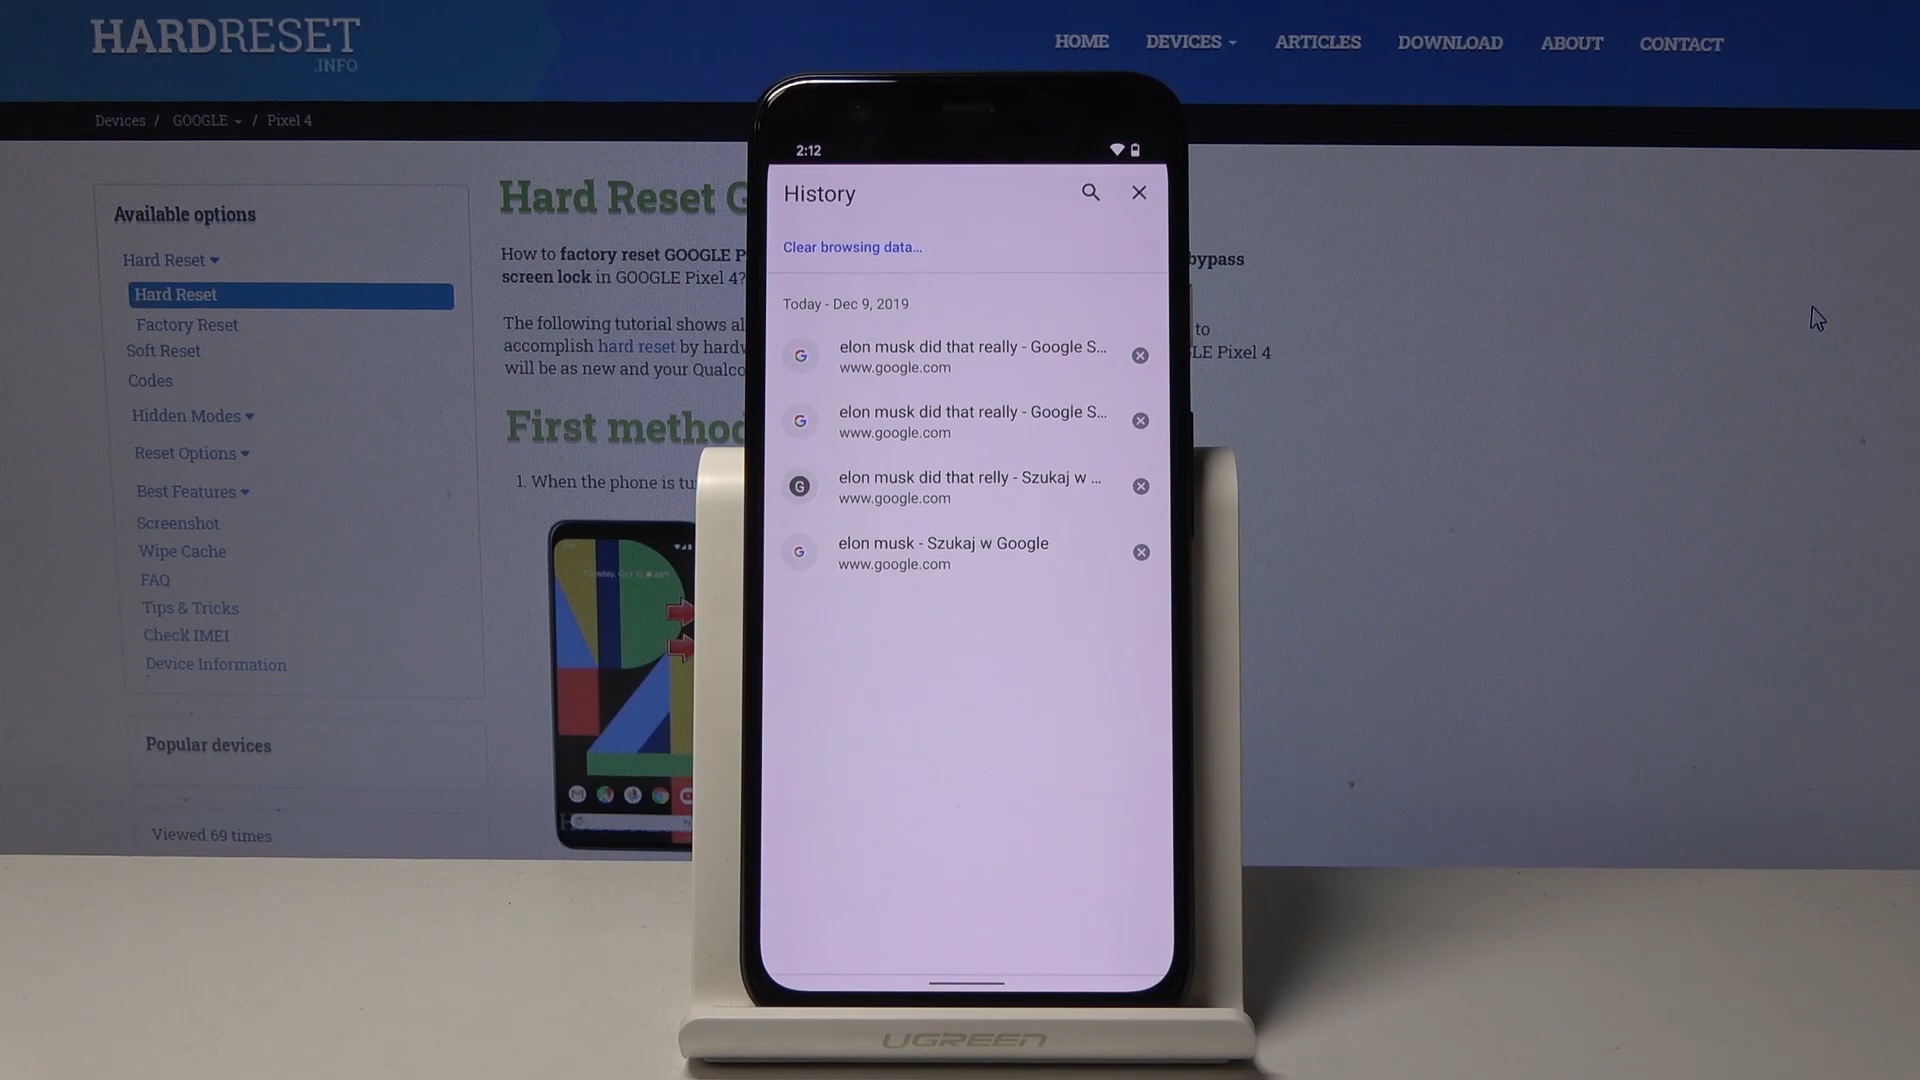 HARDRESET
.INFO
HOME DEVICES ARTICLES DOWNLOAD ABOUT CONTACT
Devices / GOOGLE / Pixel 4
Available options
Hard Reset
Hard Reset
Factory Reset
Soft Reset
Codes
Hidden Modes
Reset Options
Best Features
Screenshot
Wipe Cache
FAQ
Tips & Tricks
Check IMEI
Device Information
Popular devices
Viewed 69 times
Hard Reset G
How to factory reset GOOGLE P
bypass
screen lock in GOOGLE Pixel 4?
The following tutorial shows al
to
accomplish hard reset by hardw
LE Pixel 4
will be as new and your Qualco
First method
1. When the phone is tu
2:12
History
Clear browsing data...
Today - Dec 9, 2019
elon musk did that really - Google S...
www.google.com
elon musk did that really - Google S...
www.google.com
elon musk did that relly - Szukaj w ...
www.google.com
elon musk - Szukaj w Google
www.google.com
UGREEN